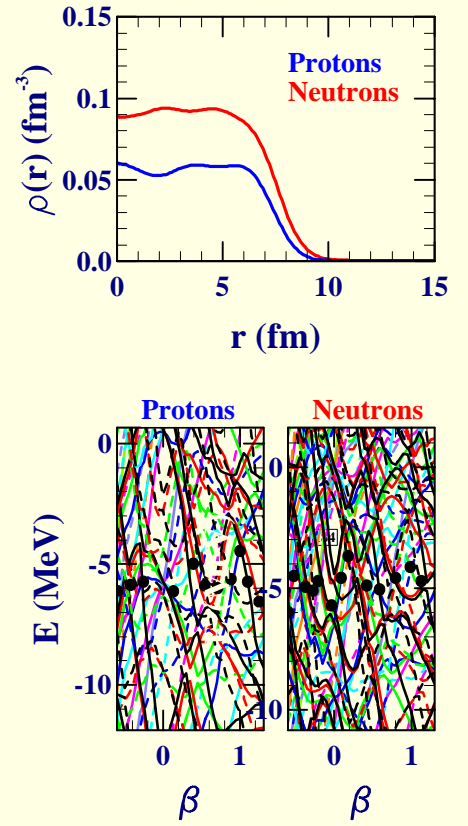 ρ(r) (fm-3)
0.15
0.1
0.05
0.0
Protons
Neutrons
0 5 10 15
r (fm)
Protons Neutrons
E (MeV)
0
-5
-10
0
-5
10
0 1 0 1
β β